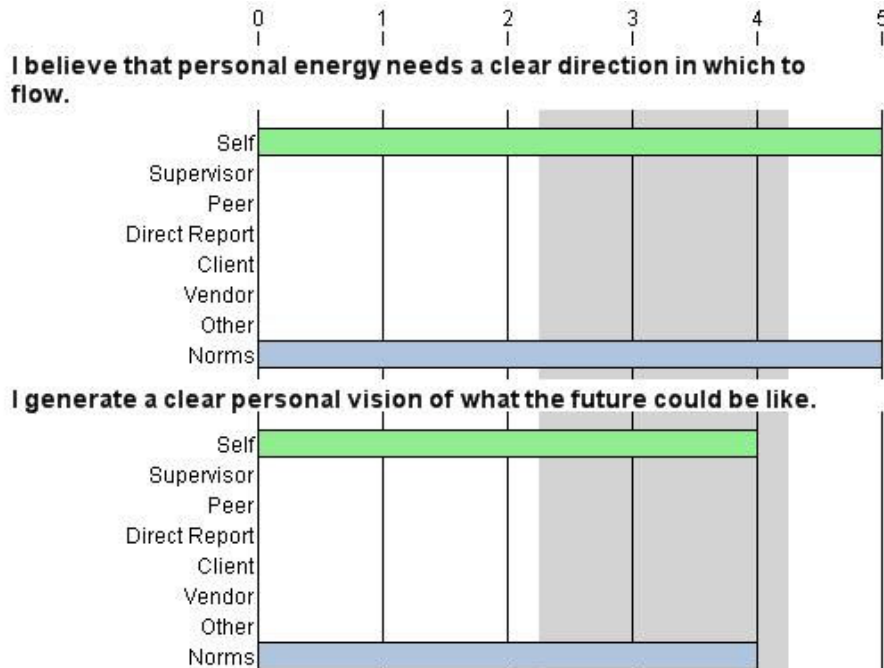 0 1 2 3 4 5
I believe that personal energy needs a clear direction in which to
flow.
Self
Supervisor
Peer
Direct Report
Client
Vendor
Other
Norms
I generate a clear personal vision of what the future could be like.
Self
Supervisor
Peer
Direct Report
Client
Vendor
Other
Norms